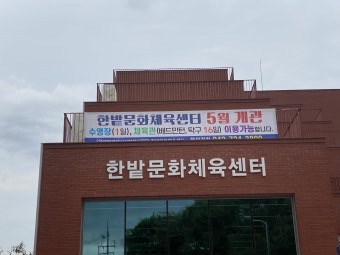 한밭문화체육센터 5월 개관
수영장(1일), 체육관(배드민턴, 탁구 16일) 이용가능합니다.
한밭문화체육센터